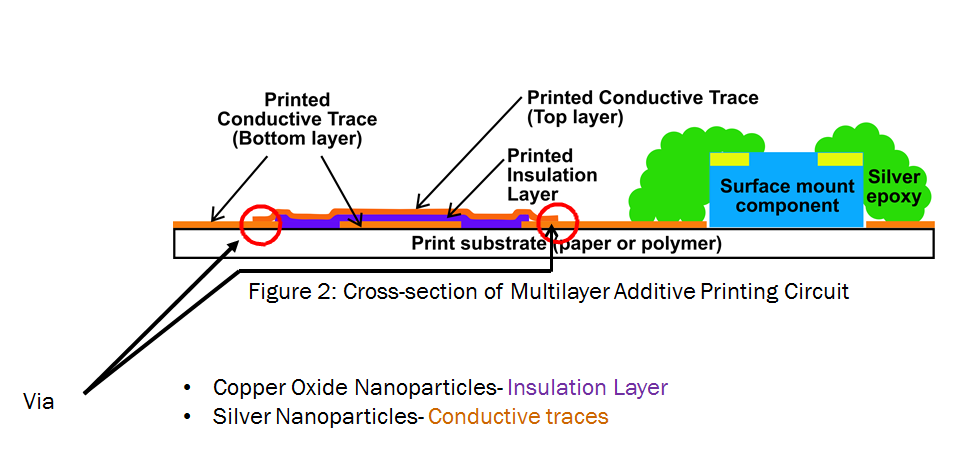 Printed
Conductive Trace
(Bottom layer)
Printed Conductive Trace
(Top layer)
Printed
Insulation
Layer
Surface mount
component
Silver
epoxy
Print substrate (paper or polymer)
Figure 2: Cross-section of Multilayer Additive Printing Circuit
Via
• Copper Oxide Nanoparticles- Insulation Layer
• Silver Nanoparticles- Conductive traces